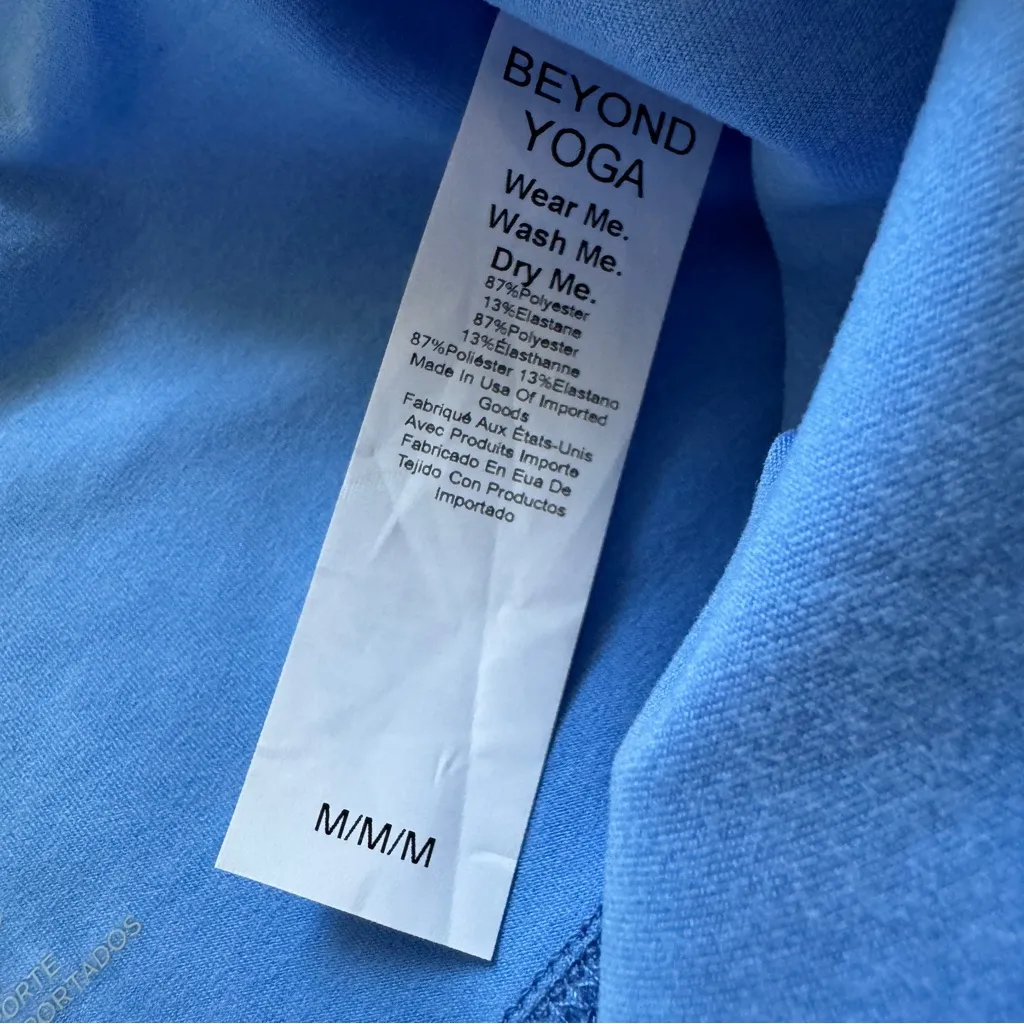 BEYOND
YOGA
Wear Me.
Wash Me.
Dry Me.
87%Polyester
13%Elastane
87%Polyester
13%Élasthanne
87%Poliéster 13%Elastano
Made In Usa Of Imported
Goods
Fabriqué Aux États-Unis
Avec Produits Importe
Fabricado En Eua De
Tejido Con Productos
Importado
M/M/M